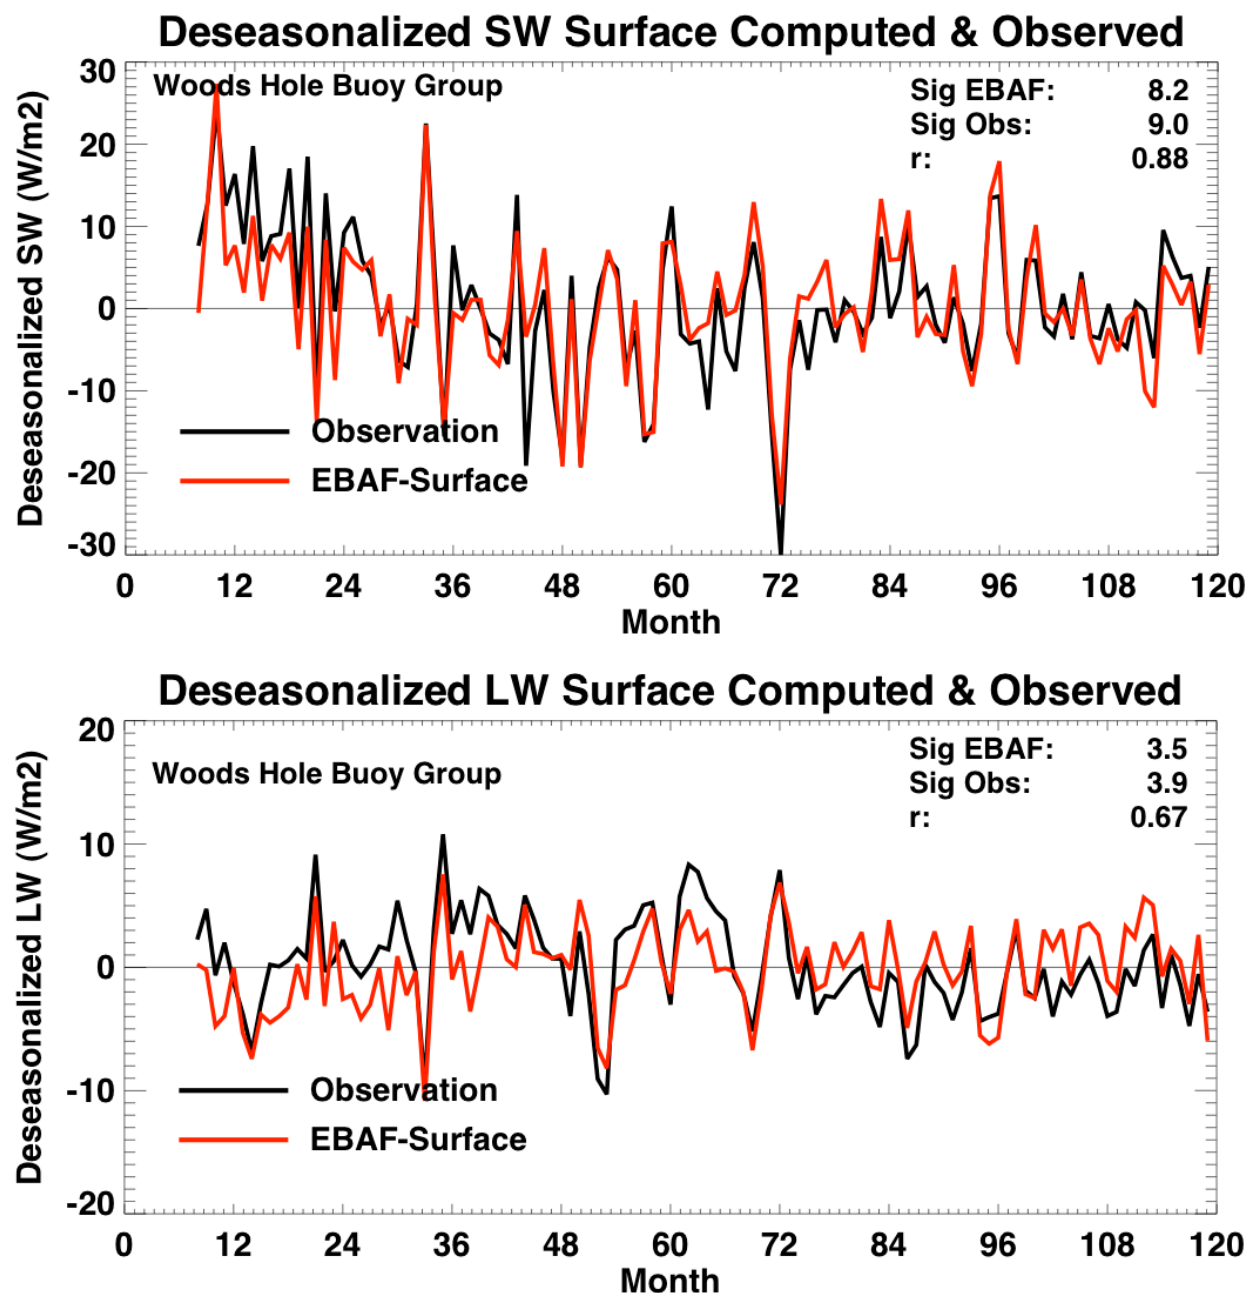 Deseasonalized SW Surface Computed & Observed
Woods Hole Buoy Group
Sig EBAF: 8.2
Sig Obs: 9.0
r: 0.88
Deseasonalized SW (W/m2)
30
20
10
0
-10
-20
-30
Observation
EBAF-Surface
0 12 24 36 48 60 72 84 96 108 120
Month
Deseasonalized LW Surface Computed & Observed
Woods Hole Buoy Group
Sig EBAF: 3.5
Sig Obs: 3.9
r: 0.67
Deseasonalized LW (W/m2)
20
10
0
-10
-20
Observation
EBAF-Surface
0 12 24 36 48 60 72 84 96 108 120
Month